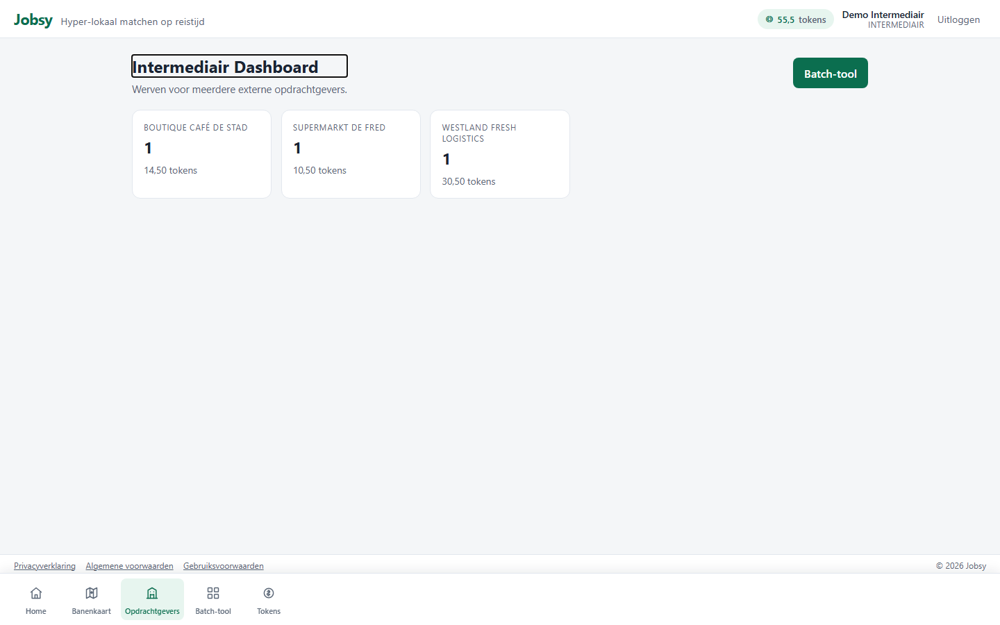 Jobsy Hyper-lokaal matchen op reistijd
55,5 tokens
Demo Intermediair
INTERMEDIAIR
Uitloggen
Intermediair Dashboard
Werven voor meerdere externe opdrachtgevers.
Batch-tool
BOUTIQUE CAFÉ DE STAD
1
14,50 tokens
SUPERMARKT DE FRED
1
10,50 tokens
WESTLAND FRESH
LOGISTICS
1
30,50 tokens
Privacyverklaring Algemene voorwaarden Gebruiksvoorwaarden © 2026 Jobsy
Home Banenkaart Opdrachtgevers Batch-tool Tokens